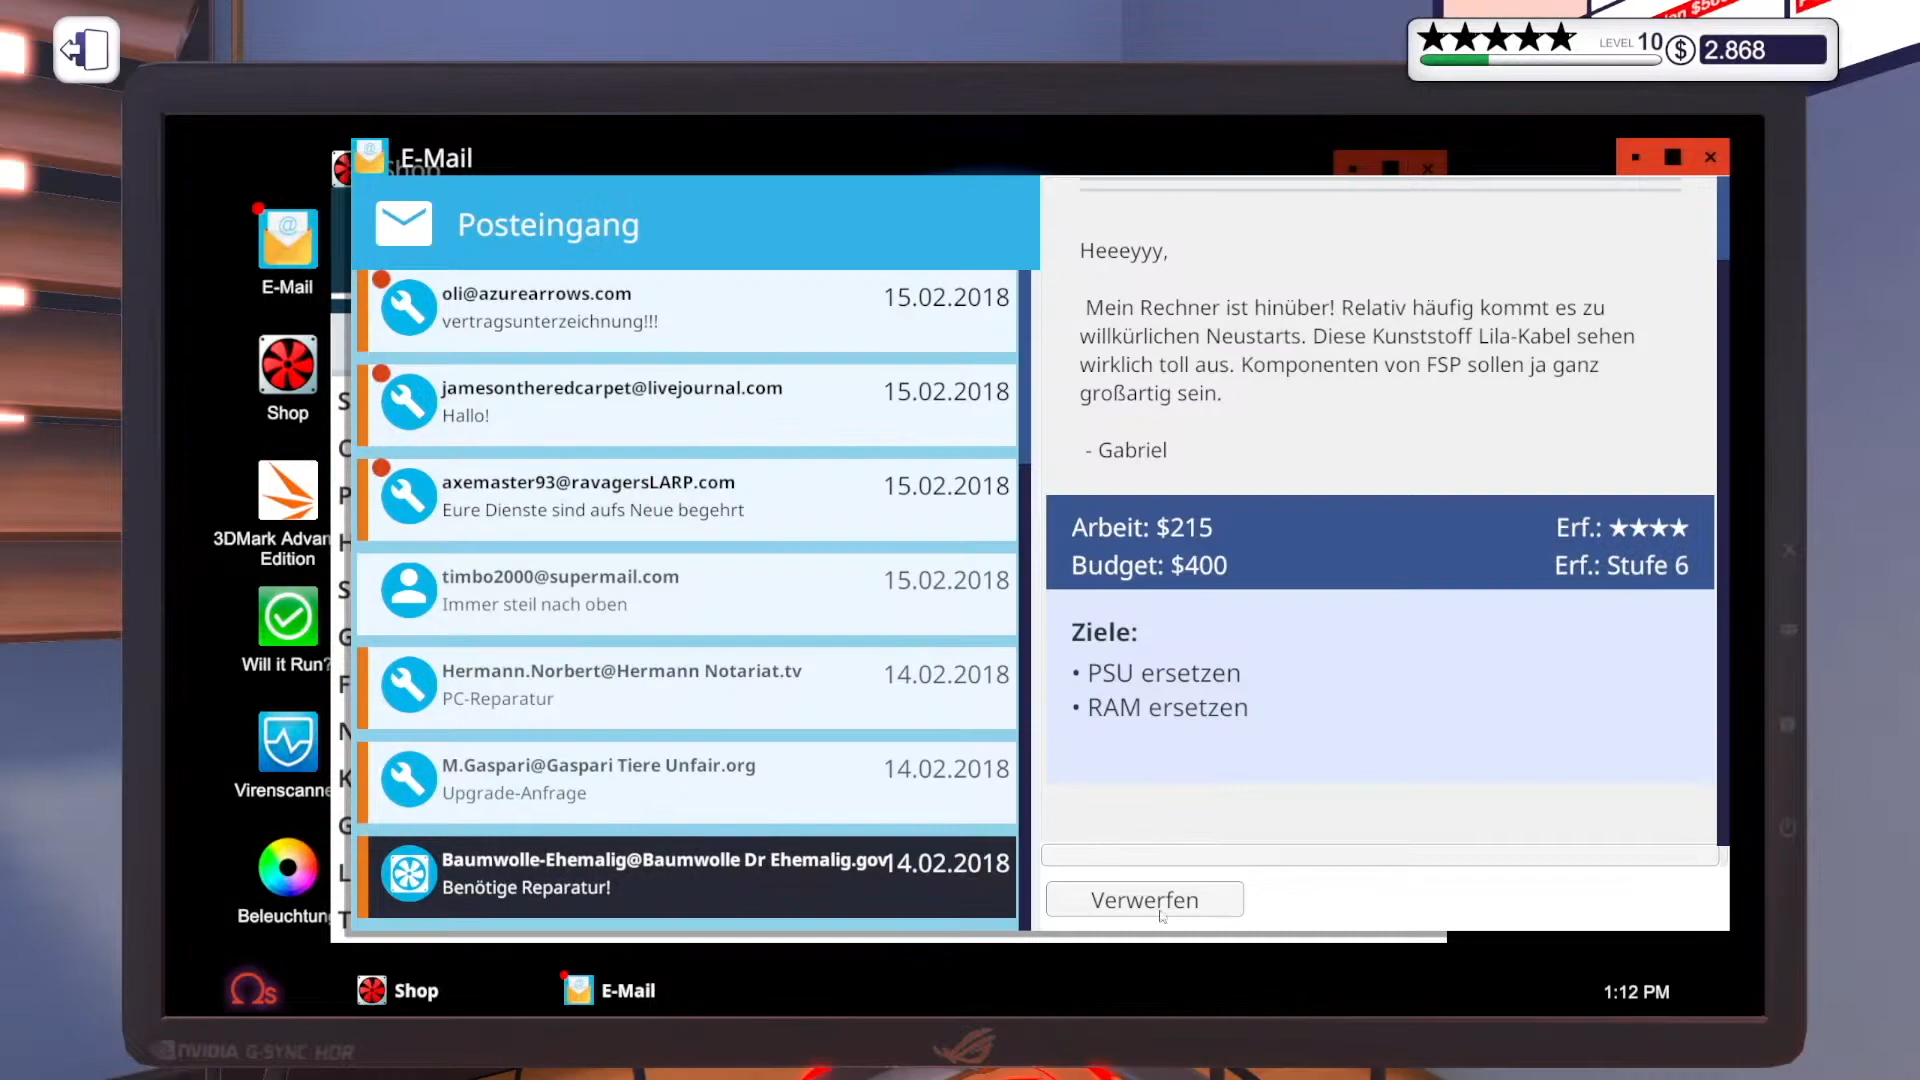 LEVEL 10
$ 2.868
E-Mail
Shop
Posteingang
oli@azurearrows.com
15.02.2018
vertragsunterzeichnung!!!
jamesontheredcarpet@livejournal.com
15.02.2018
Hallo!
axemaster93@ravagersLARP.com
15.02.2018
Eure Dienste sind aufs Neue begehrt
timbo2000@supermail.com
15.02.2018
Immer steil nach oben
Hermann.Norbert@Hermann Notariat.tv
14.02.2018
PC-Reparatur
M.Gaspari@Gaspari Tiere Unfair.org
14.02.2018
Upgrade-Anfrage
Baumwolle-Ehemalig@Baumwolle Dr Ehemalig.gov
14.02.2018
Benötige Reparatur!
Heeeyyy,
Mein Rechner ist hinüber! Relativ häufig kommt es zu
willkürlichen Neustarts. Diese Kunststoff Lila-Kabel sehen
wirklich toll aus. Komponenten von FSP sollen ja ganz
großartig sein.
- Gabriel
Arbeit: $215
Erf.: ★★★★
Budget: $400
Erf.: Stufe 6
Ziele:
• PSU ersetzen
• RAM ersetzen
Verwerfen
E-Mail
Shop
3DMark Advan
Edition
Will it Run?
Virenscanne
Beleuchtun
S
C
P
H
S
G
F
N
K
G
L
T
Ωs
Shop
E-Mail
1:12 PM
NVIDIA G-SYNC HDR